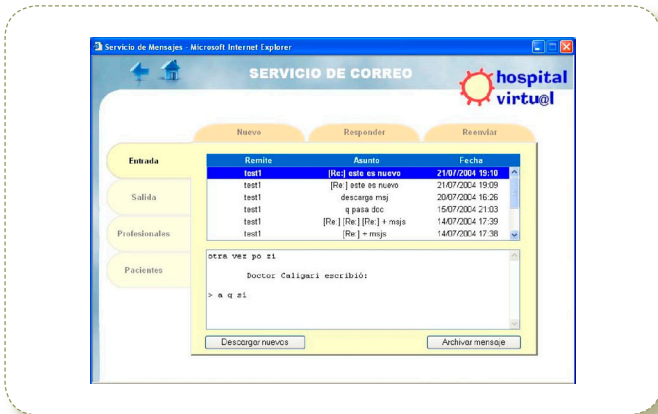 Servicio de Mensajes - Microsoft Internet Explorer
SERVICIO DE CORREO
hospital
virtu@l
Nuevo Responder Reenviar
Entrada
Salida
Profesionales
Pacientes
Remite Asunto Fecha
test1 [Re:] este es nuevo 21/07/2004 19:10
test1 [Re:] este es nuevo 21/07/2004 19:09
test1 descarga msj 20/07/2004 16:26
test1 q pasa doc 15/07/2004 21:03
test1 [Re:] [Re:] [Re:] + msjs 14/07/2004 17:39
test1 [Re:] + msjs 14/07/2004 17:38
otra vez po zi
Doctor Caligari escribió:
> a q zi
Descargar nuevos Archivar mensaje